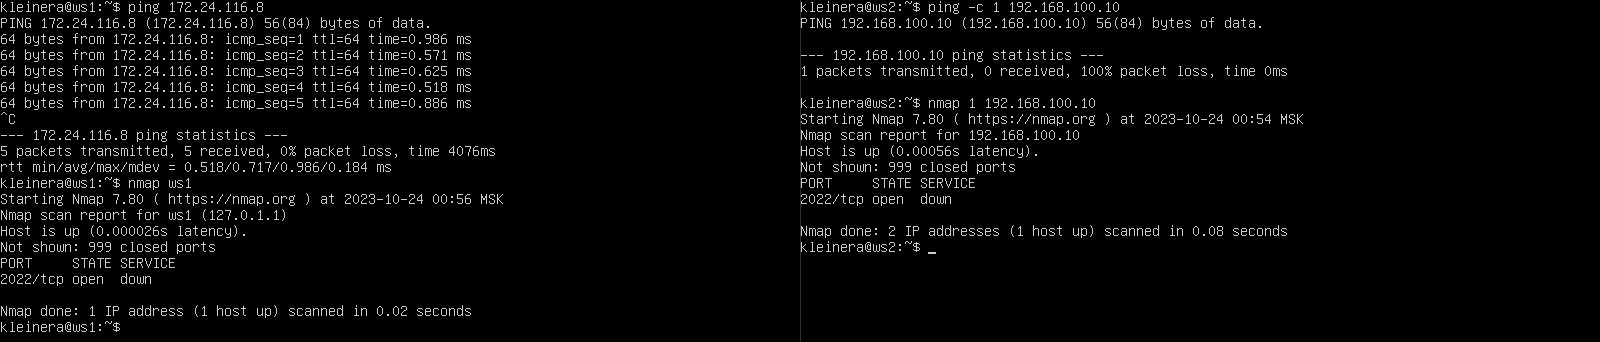 kleinera@ws1:~$ ping 172.24.116.8
PING 172.24.116.8 (172.24.116.8) 56(84) bytes of data.
64 bytes from 172.24.116.8: icmp_seq=1 ttl=64 time=0.986 ms
64 bytes from 172.24.116.8: icmp_seq=2 ttl=64 time=0.571 ms
64 bytes from 172.24.116.8: icmp_seq=3 ttl=64 time=0.625 ms
64 bytes from 172.24.116.8: icmp_seq=4 ttl=64 time=0.518 ms
64 bytes from 172.24.116.8: icmp_seq=5 ttl=64 time=0.886 ms
^C
--- 172.24.116.8 ping statistics ---
5 packets transmitted, 5 received, 0% packet loss, time 4076ms
rtt min/avg/max/mdev = 0.518/0.717/0.986/0.184 ms
kleinera@ws1:~$ nmap ws1
Starting Nmap 7.80 ( https://nmap.org ) at 2023-10-24 00:56 MSK
Nmap scan report for ws1 (127.0.1.1)
Host is up (0.000026s latency).
Not shown: 999 closed ports
PORT     STATE SERVICE
2022/tcp open  down
Nmap done: 1 IP address (1 host up) scanned in 0.02 seconds
kleinera@ws1:~$
kleinera@ws2:~$ ping -c 1 192.168.100.10
PING 192.168.100.10 (192.168.100.10) 56(84) bytes of data.
--- 192.168.100.10 ping statistics ---
1 packets transmitted, 0 received, 100% packet loss, time 0ms
kleinera@ws2:~$ nmap 1 192.168.100.10
Starting Nmap 7.80 ( https://nmap.org ) at 2023-10-24 00:54 MSK
Nmap scan report for 192.168.100.10
Host is up (0.00056s latency).
Not shown: 999 closed ports
PORT     STATE SERVICE
2022/tcp open  down
Nmap done: 2 IP addresses (1 host up) scanned in 0.08 seconds
kleinera@ws2:~$ _